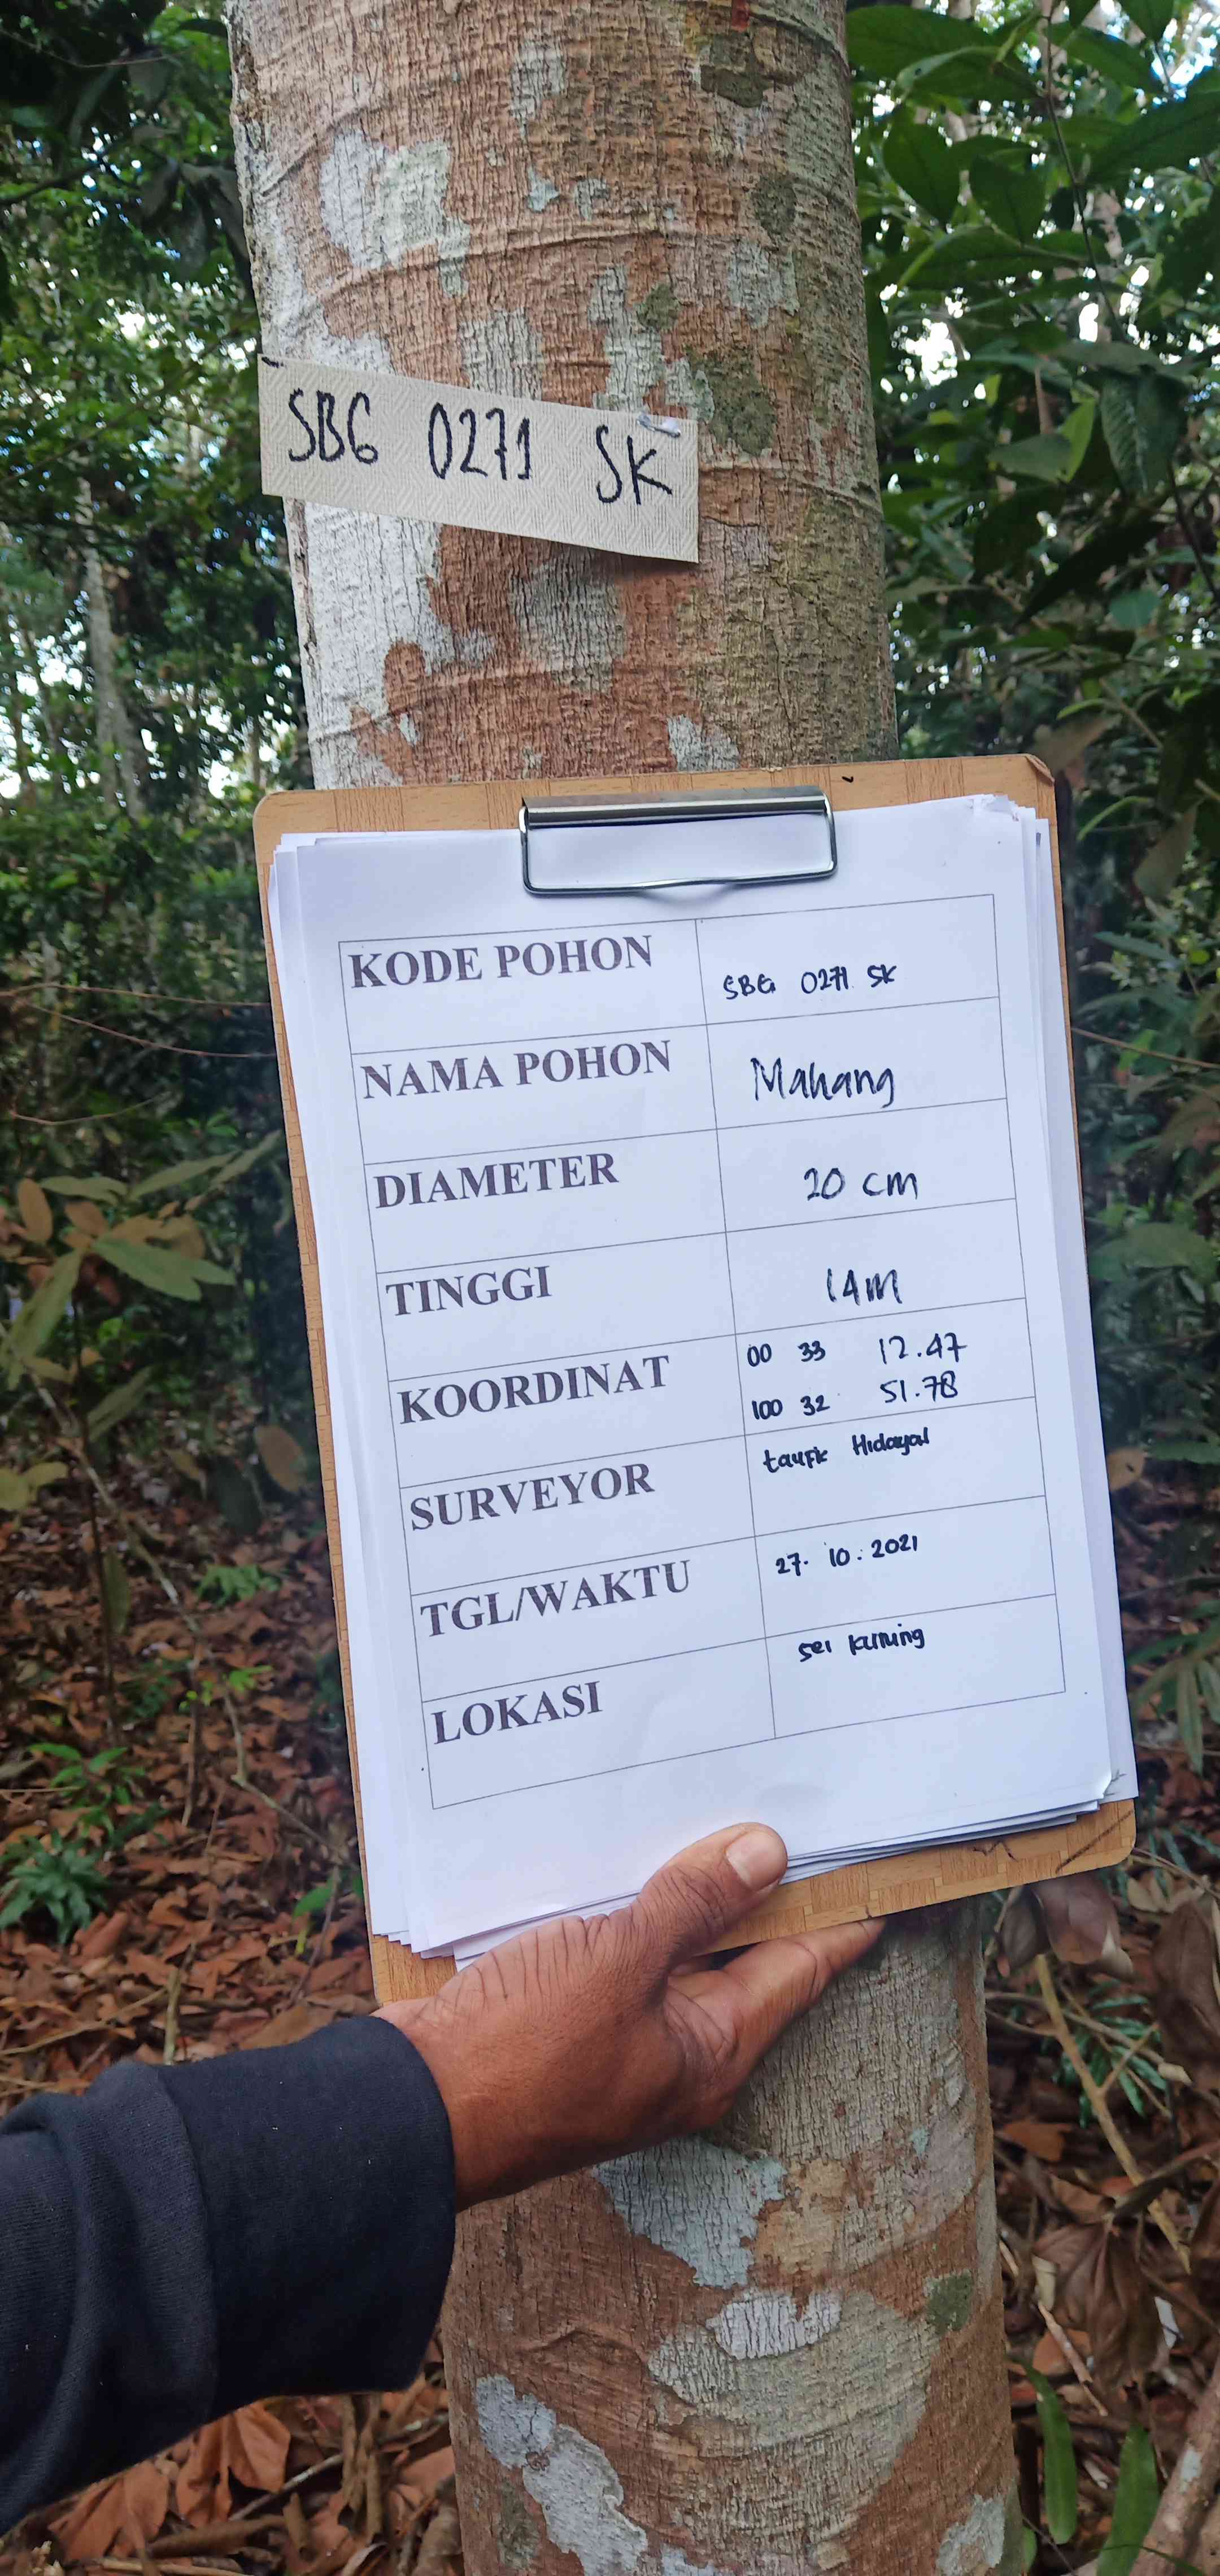 SBG 0271 SK
KODE POHON SBG 0271 SK
NAMA POHON Mahang
DIAMETER 20 cm
TINGGI 14m
KOORDINAT 00 33 12.47
100 32 51.78
SURVEYOR taufik Hidayat
TGL/WAKTU 27. 10. 2021
LOKASI sei kuning